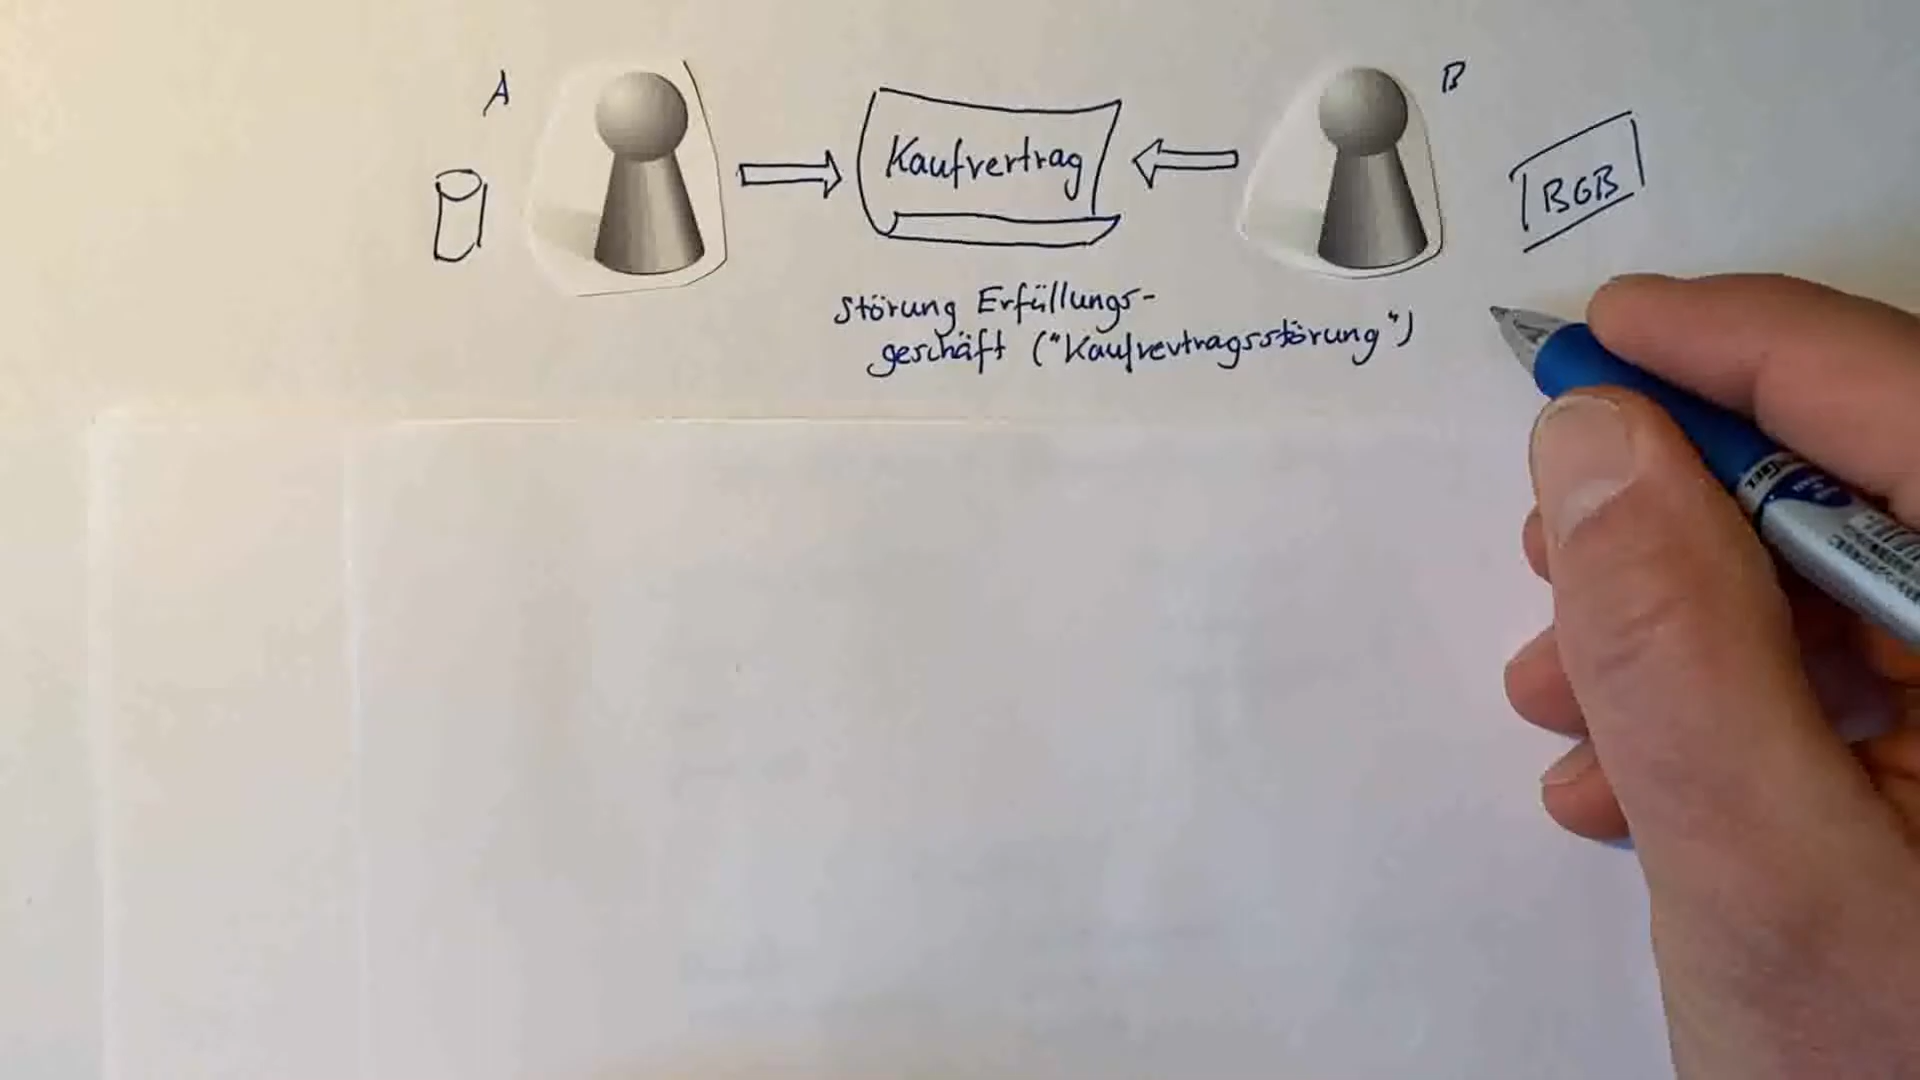 A
B
Kaufvertrag
BGB
Störung Erfüllungs-
geschäft ("Kaufvertragsstörung")